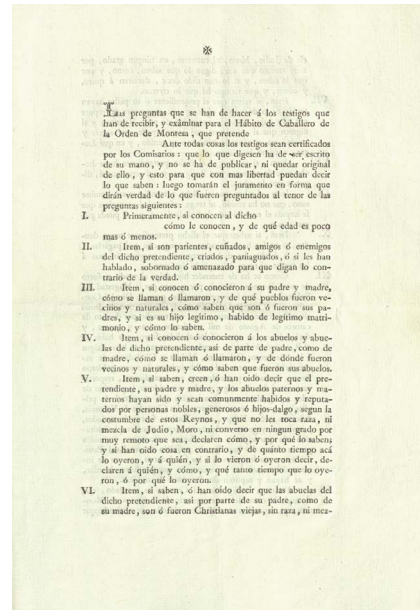 Las preguntas que se han de hacer á los testigos que
han de recibir, y exâminar para el Hábito de Caballero de
la Orden de Montesa, que pretende
Ante todas cosas los testigos sean certificados
por los Comisarios: que lo que digesen ha de ser escrito
de su mano, y no se ha de publicar, ni quedar original
de ello, y esto para que con mas libertad puedan decir
lo que saben: luego tomarán el juramento en forma que
dirán verdad de lo que fueren preguntados al tenor de las
preguntas siguientes:
I. Primeramente, si conocen al dicho
cómo le conocen, y de qué edad es poco
mas ó menos.
II. Item, si son parientes, cuñados, amigos ó enemigos
del dicho pretendiente, criados, paniaguados, ó si les han
hablado, sobornado ó amenazado para que digan lo con-
trario de la verdad.
III. Item, si conocen ó conociéron á su padre y madre,
cómo se llaman ó llamaron, y de qué pueblos fueron ve-
cinos y naturales, cómo saben que son ó fueron sus pa-
dres, y si es su hijo legítimo, habido de legítimo matri-
monio, y cómo lo saben.
IV. Item, si conocen ó conociéron á los abuelos y abue-
las de dicho pretendiente, así de parte de padre, como de
madre, cómo se llaman ó llamaron, y de dónde fueron
vecinos y naturales, y cómo saben que fueron sus abuelos.
V. Item, si saben, creen, ó han oido decir que el pre-
tendiente, su padre y madre, y los abuelos paternos y ma-
ternos hayan sido y sean comunmente habidos y reputa-
dos por personas nobles, generosos ó hijos-dalgo, segun la
costumbre de estos Reynos, y que no les toca raza, ni
mezcla de Judío, Moro, ni converso en ningun grado por
muy remoto que sea, declaren cómo, y por qué lo saben;
y si han oido cosa en contrario, y de quánto tiempo acá
lo oyeron, y á quién, y si lo vieron ó oyeron decir, de-
claren á quién, y cómo, y qué tanto tiempo que lo oye-
ron, ó por qué lo oyeron.
VI. Item, si saben, ó han oido decir que las abuelas del
dicho pretendiente, así por parte de su padre, como de
su madre, son ó fueron Christianas viejas, sin raza, ni mez-